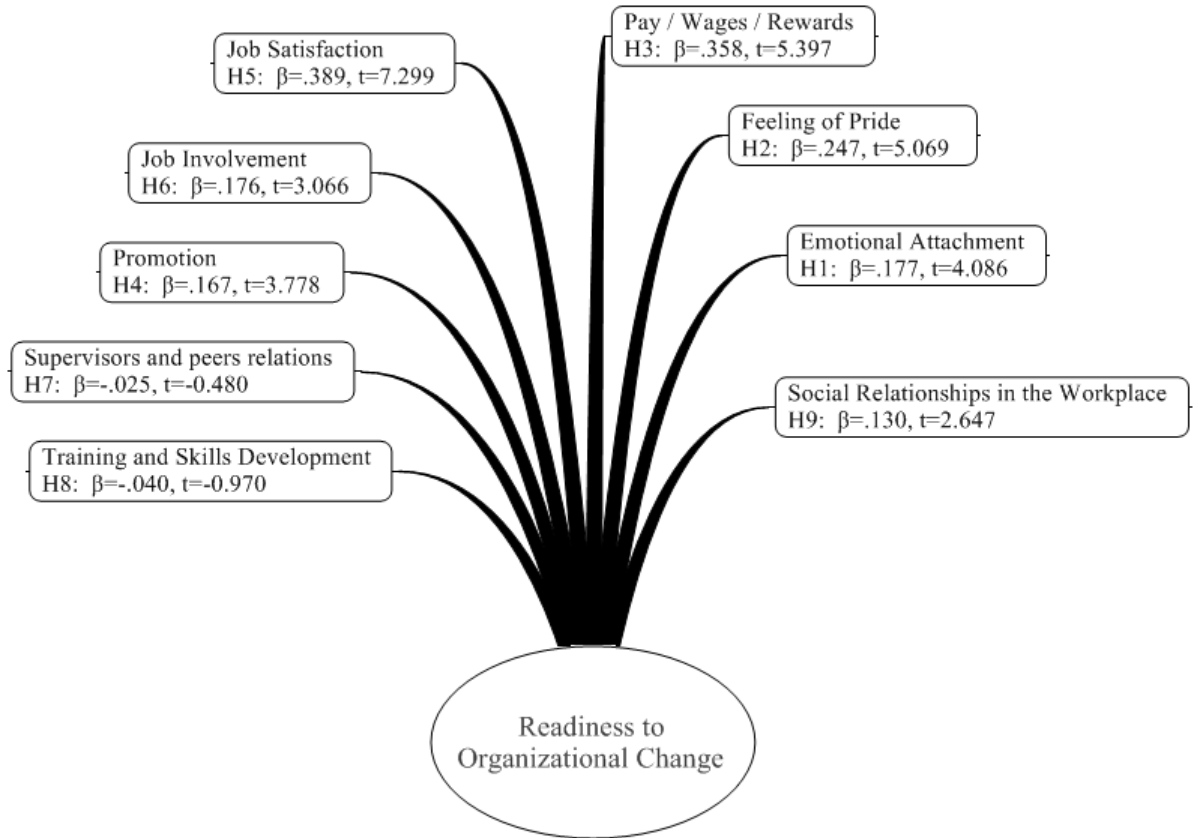 Pay / Wages / Rewards
H3: β=.358, t=5.397
Job Satisfaction
H5: β=.389, t=7.299
Feeling of Pride
H2: β=.247, t=5.069
Job Involvement
H6: β=.176, t=3.066
Emotional Attachment
H1: β=.177, t=4.086
Promotion
H4: β=.167, t=3.778
Supervisors and peers relations
H7: β=-.025, t=-0.480
Social Relationships in the Workplace
H9: β=.130, t=2.647
Training and Skills Development
H8: β=-.040, t=-0.970
Readiness to
Organizational Change